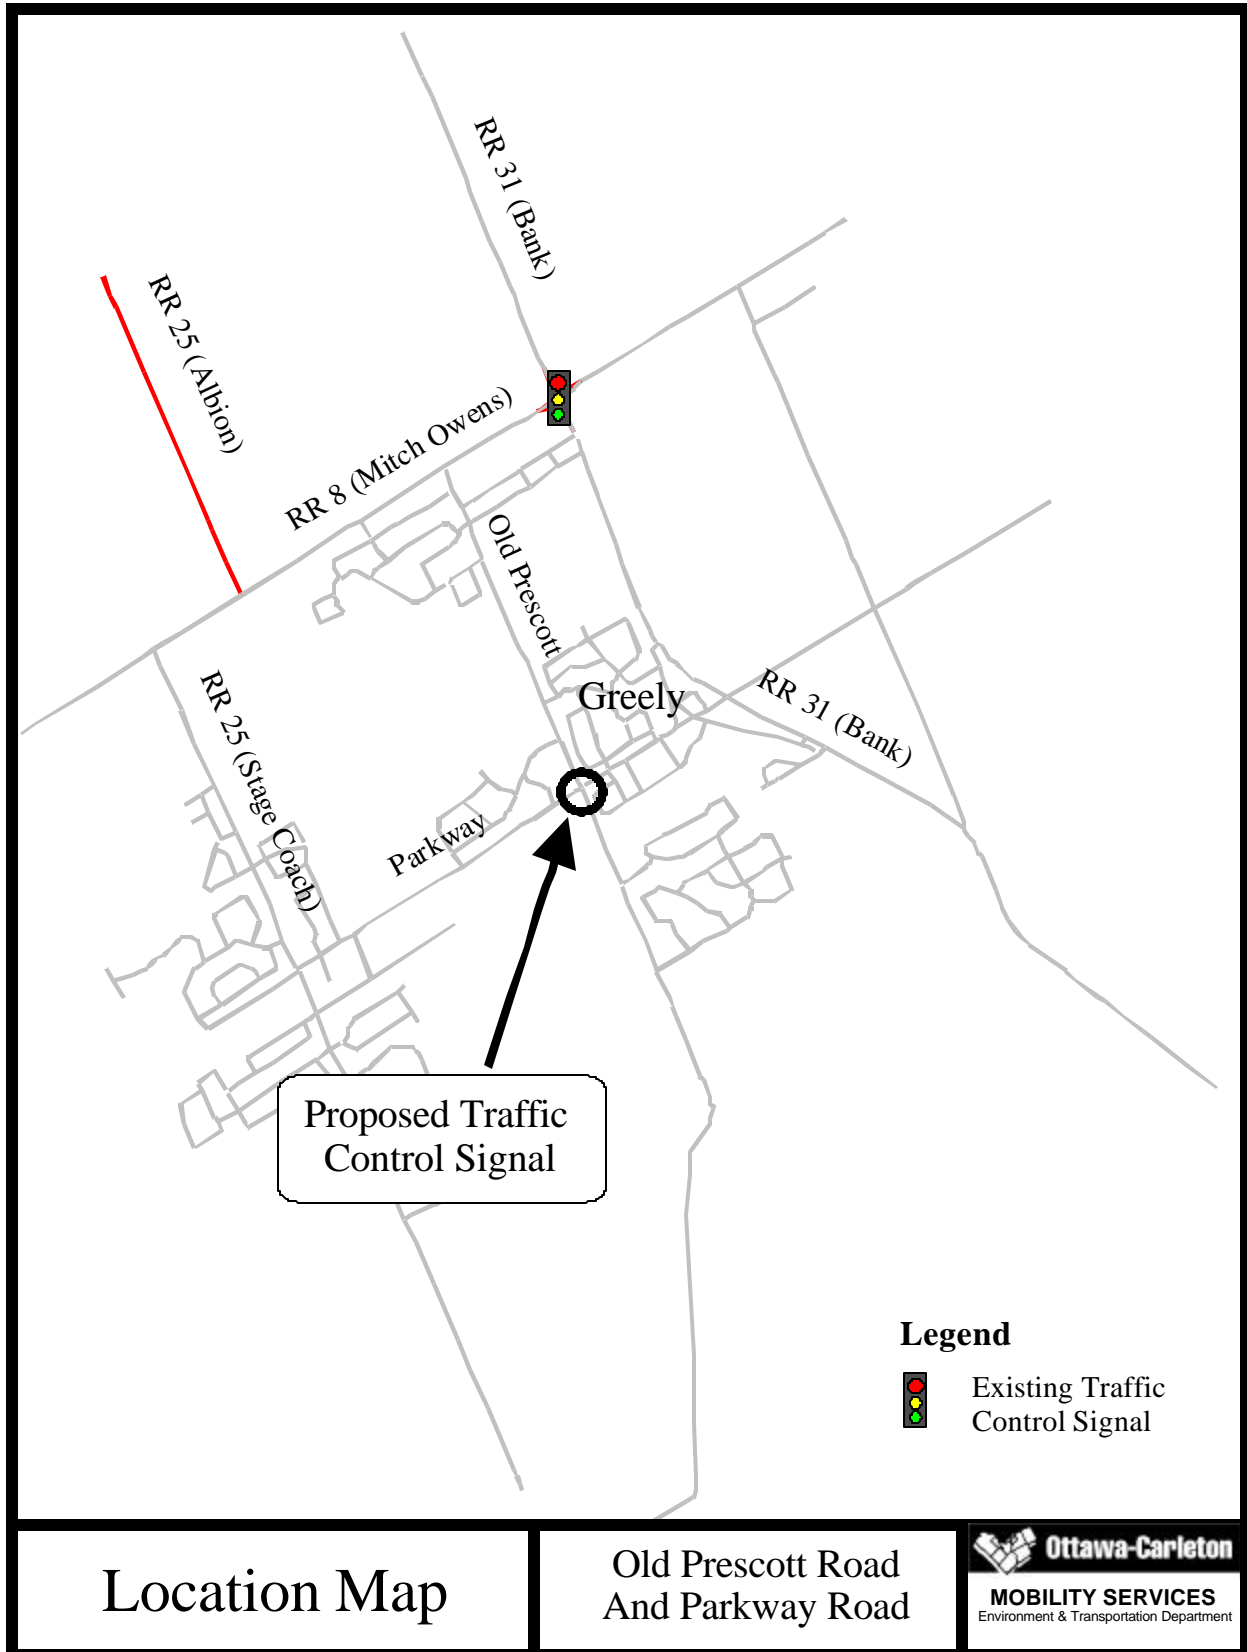 RR 31 (Bank)
RR 25 (Albion)
RR 8 (Mitch Owens)
Old Prescott
Greely
RR 31 (Bank)
RR 25 (Stage Coach)
Parkway
Proposed Traffic
Control Signal
Legend
Existing Traffic
Control Signal
Location Map
Old Prescott Road
And Parkway Road
Ottawa-Carleton
MOBILITY SERVICES
Environment & Transportation Department